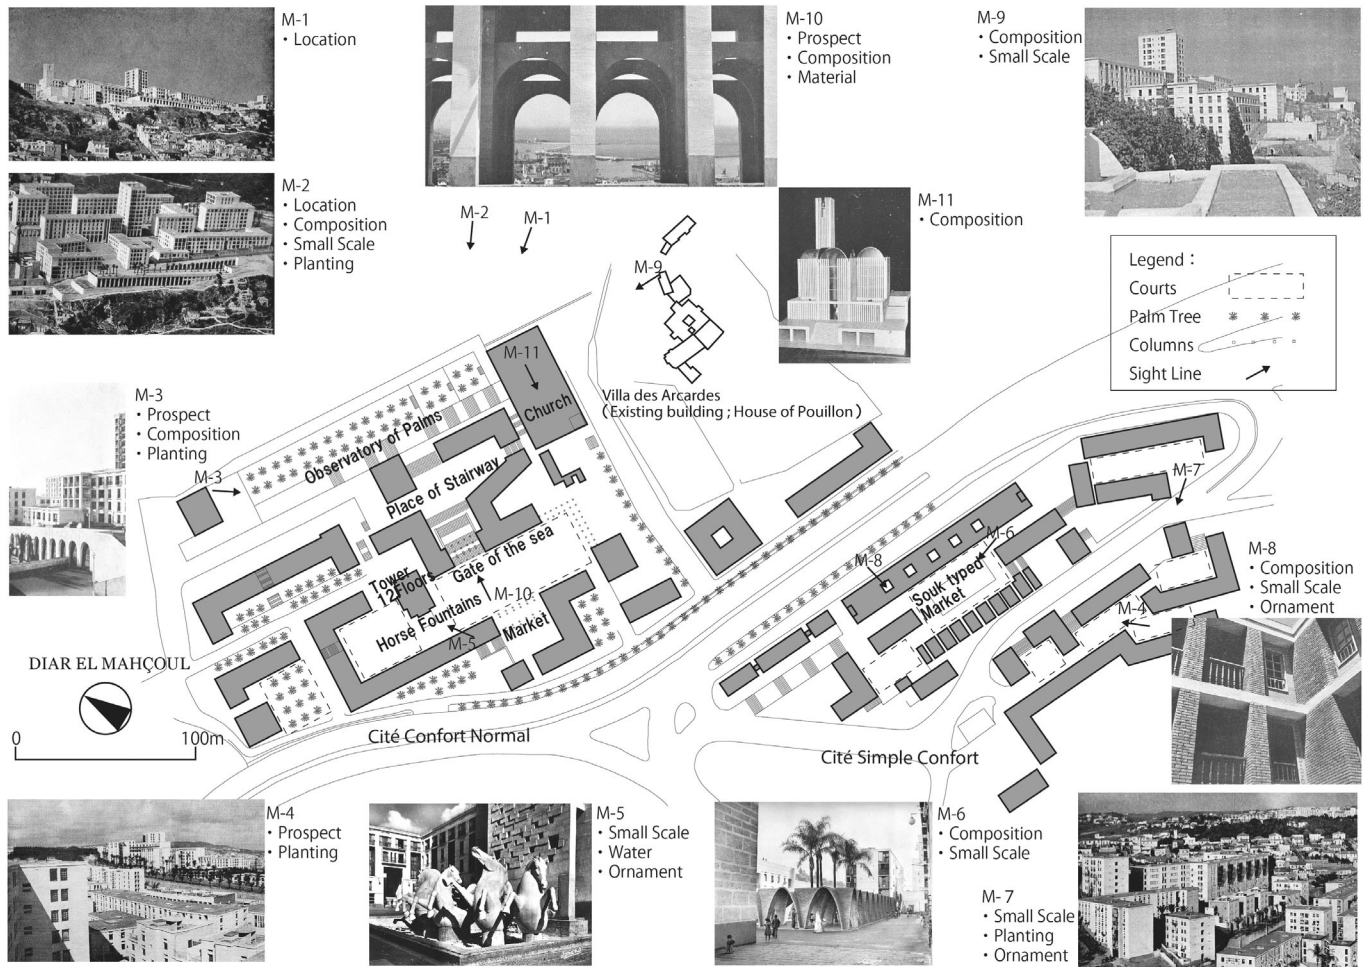 M-1
・Location
M-2
・Location
・Composition
・Small Scale
・Planting
M-10
・Prospect
・Composition
・Material
M-9
・Composition
・Small Scale
M-11
・Composition
M-2
M-1
M-9
Legend：
Courts
Palm Tree
Columns
Sight Line
M-3
・Prospect
・Composition
・Planting
M-3
M-11
Church
Observatory of Palms
Place of Stairway
Villa des Arcardes
（Existing building ; House of Pouillon）
Gate of the sea
Tower
12Floors
Horse Fountains
M-10
M-5
Market
M-7
M-6
M-8
Souk typed
Market
M-4
M-8
・Composition
・Small Scale
・Ornament
DIAR EL MAHÇOUL
0
100m
Cité Confort Normal
Cité Simple Confort
M-4
・Prospect
・Planting
M-5
・Small Scale
・Water
・Ornament
M-6
・Composition
・Small Scale
M- 7
・Small Scale
・Planting
・Ornament